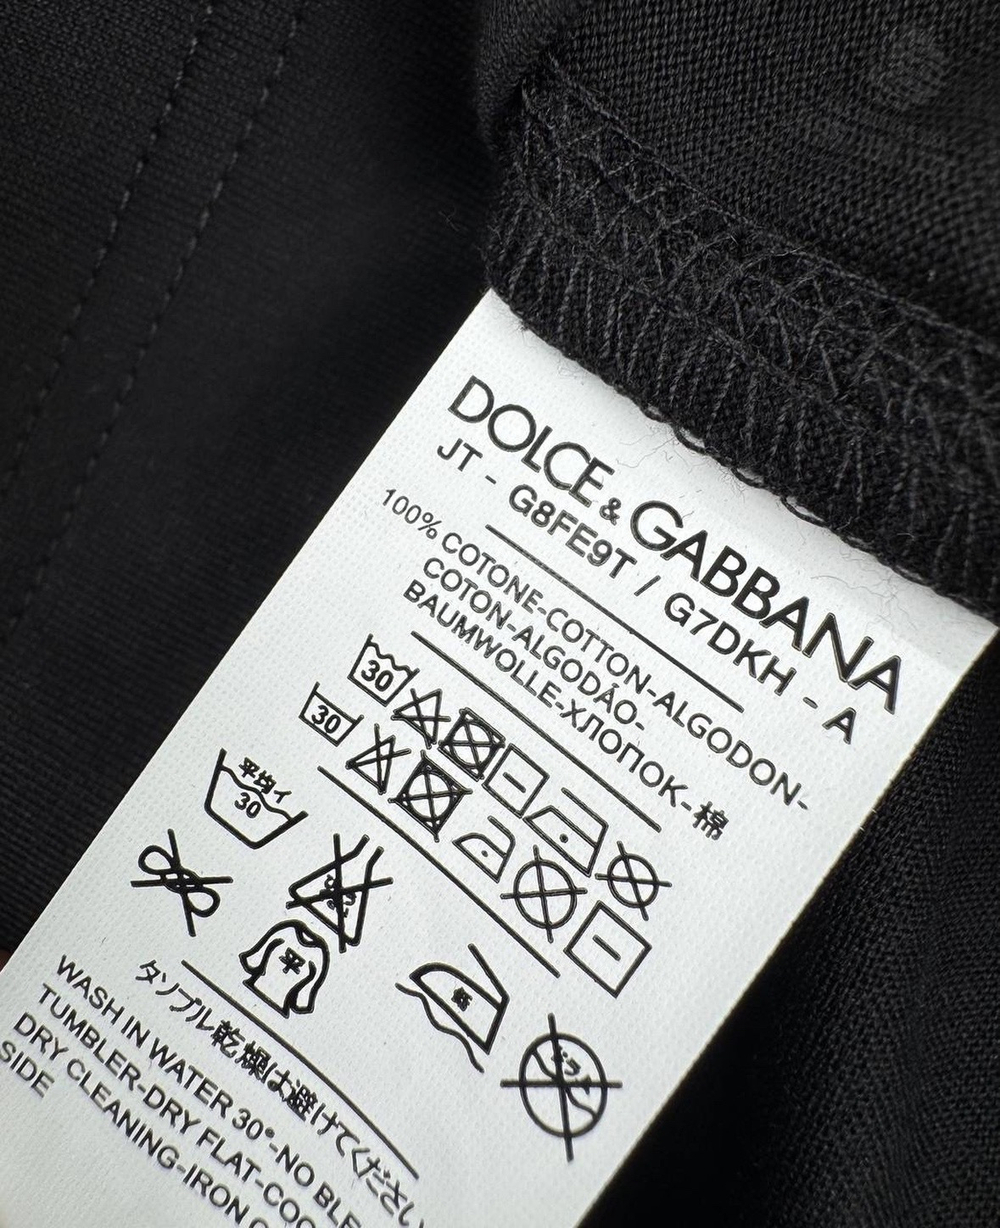 DOLCE & GABBANA
JT - G8FE9T / G7DKH - A
100% COTONE-COTTON-ALGODON-
COTON-ALGODÃO-
BAUMWOLLE-ХЛОПОК-棉
30
30
平均イ
30
平
タンブル乾燥は避けてください
WASH IN WATER 30°-NO BLE
TUMBLER-DRY FLAT-COO
DRY CLEANING-IRON
SIDE